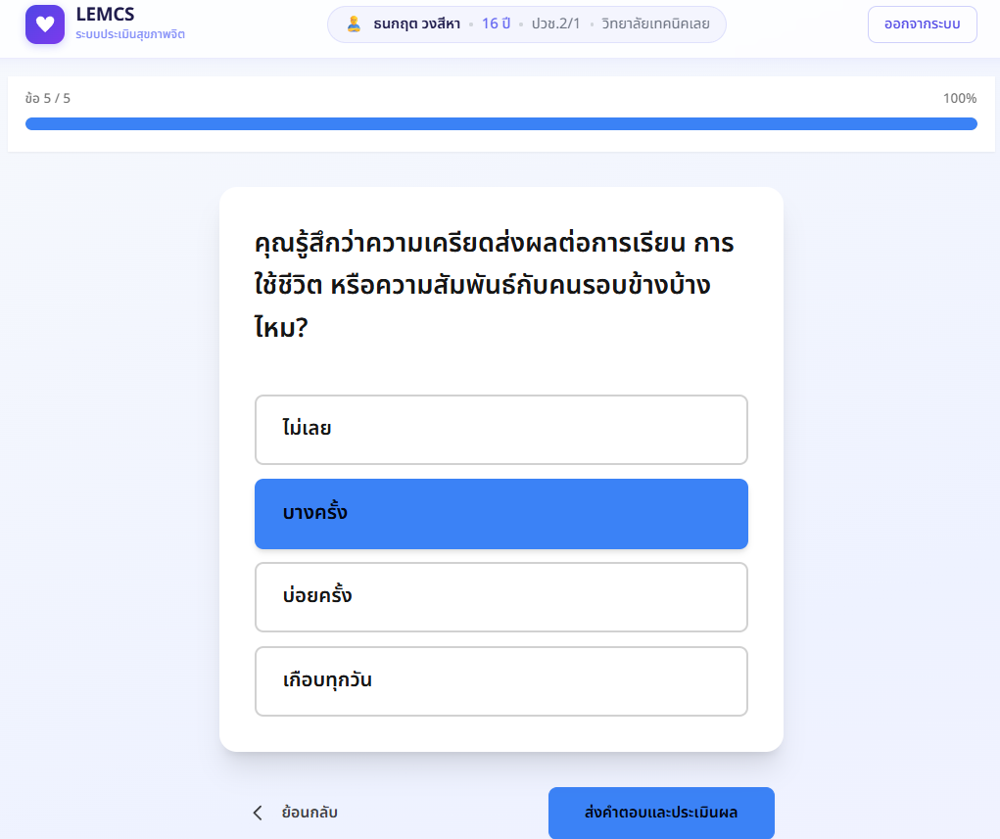 LEMCS
ระบบประเมินสุขภาพจิต
ธนกฤต วงสีหา • 16 ปี • ปวช.2/1 • วิทยาลัยเทคนิคเลย
ออกจากระบบ
ข้อ 5 / 5
100%
คุณรู้สึกว่าความเครียดส่งผลต่อการเรียน การ
ใช้ชีวิต หรือความสัมพันธ์กับคนรอบข้างบ้าง
ไหม?
ไม่เลย
บางครั้ง
บ่อยครั้ง
เกือบทุกวัน
ย้อนกลับ
ส่งคำตอบและประเมินผล